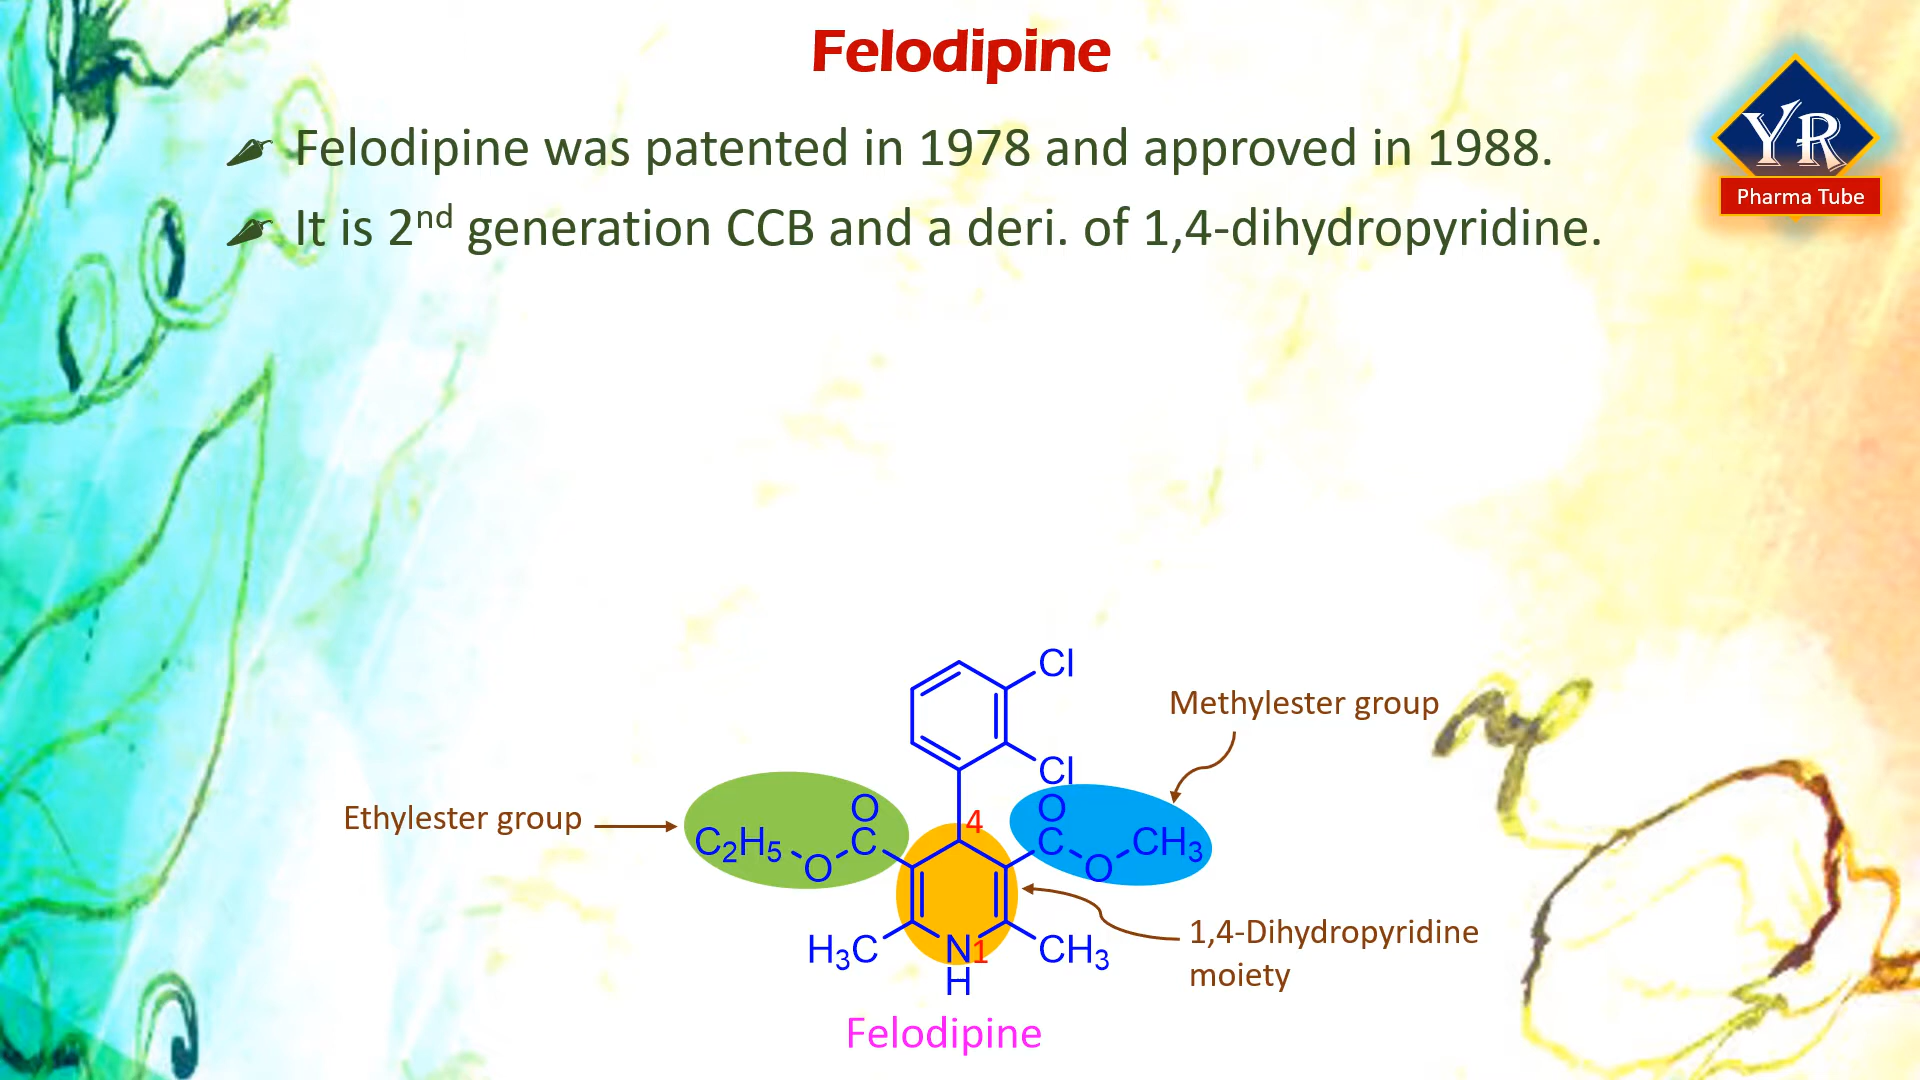 Felodipine
YR
Pharma Tube
Felodipine was patented in 1978 and approved in 1988.
It is 2nd generation CCB and a deri. of 1,4-dihydropyridine.
Cl
Methylester group
Cl
Ethylester group
O
4
O
C2H5 O C
C O CH3
1,4-Dihydropyridine
moiety
H3C N 1 CH3
H
Felodipine